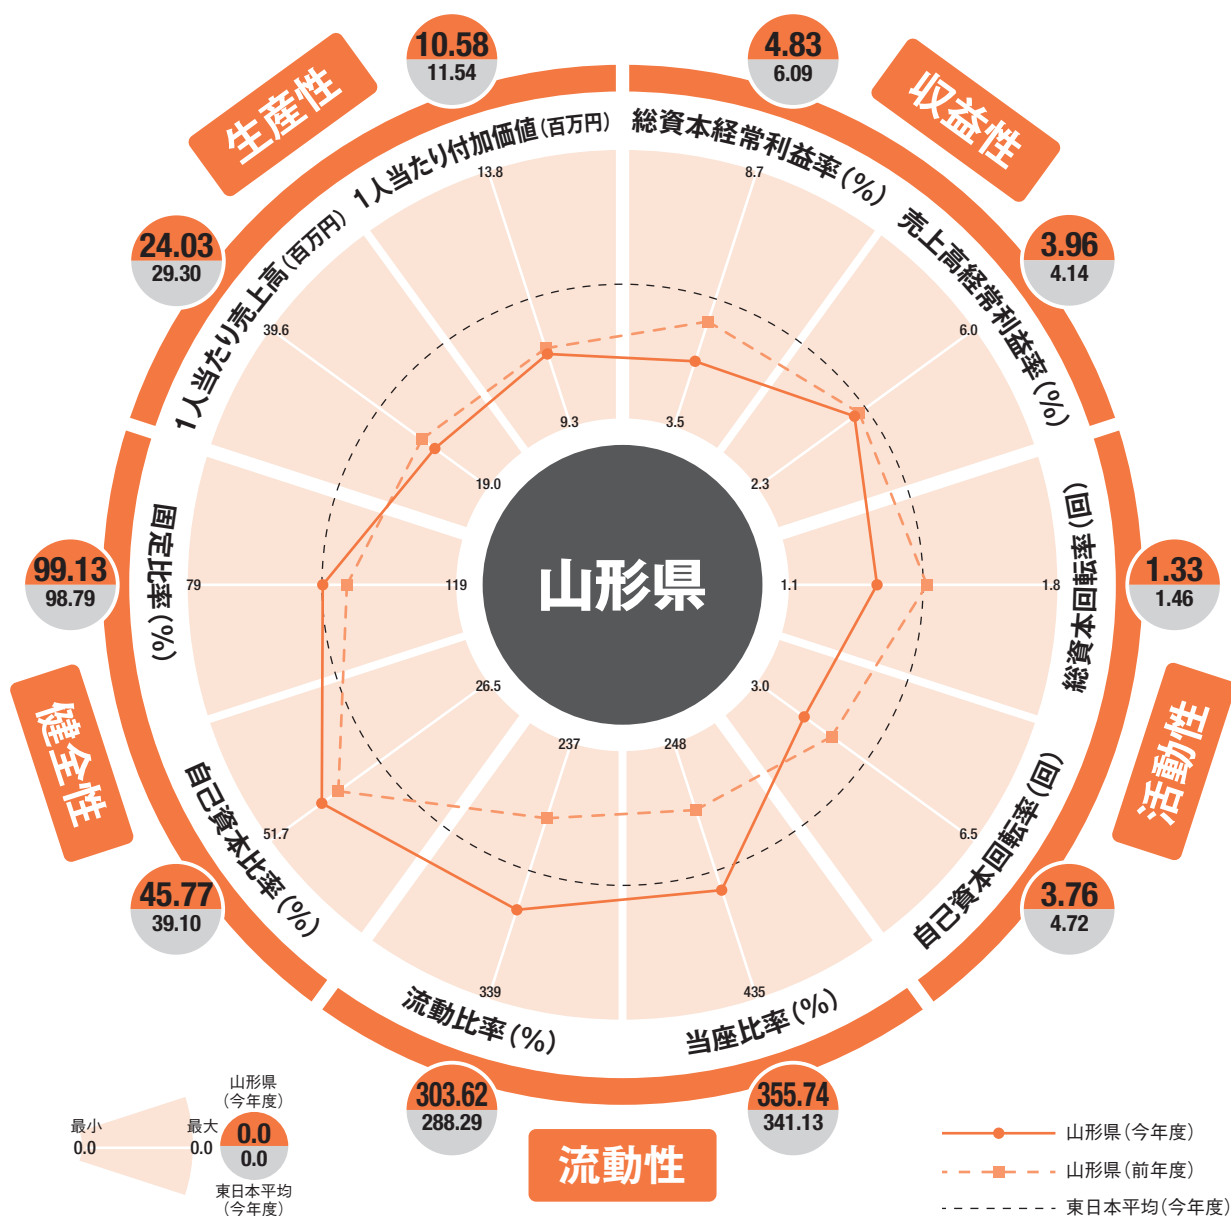 10.58
11.54
4.83
6.09
生産性
収益性
1人当たり付加価値(百万円)
総資本経常利益率(%)
13.8
8.7
24.03
29.30
1人当たり売上高(百万円)
売上高経常利益率(%)
3.96
4.14
39.6
6.0
9.3
3.5
19.0
2.3
99.13
98.79
固定比率(%)
79
119
山形県
1.1
1.8
総資本回転率(回)
1.33
1.46
健全性
26.5
3.0
活動性
237
248
自己資本比率(%)
51.7
6.5
自己資本回転率(回)
45.77
39.10
3.76
4.72
339
435
流動比率(%)
当座比率(%)
303.62
288.29
355.74
341.13
流動性
山形県
(今年度)
最小
0.0
最大
0.0
0.0
0.0
東日本平均
(今年度)
山形県(今年度)
山形県(前年度)
東日本平均(今年度)